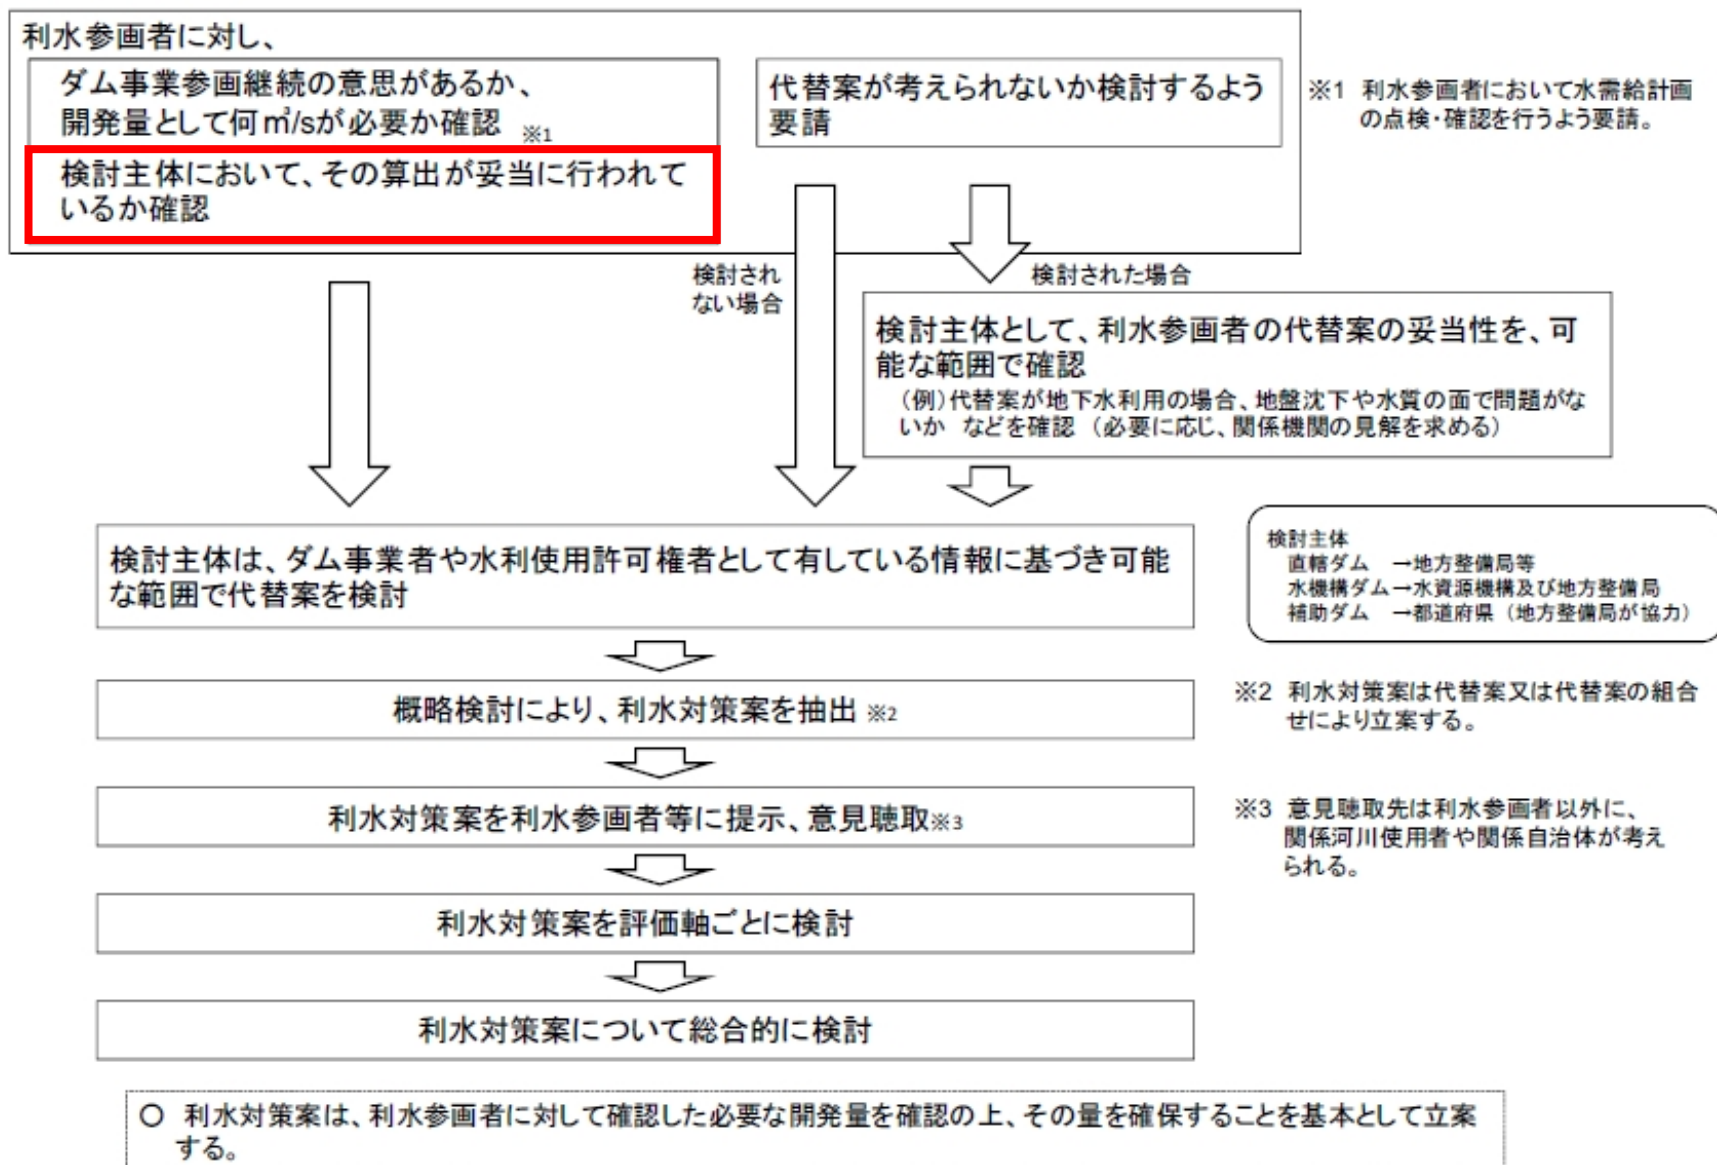 利水参画者に対し、
ダム事業参画継続の意思があるか、
開発量として何㎥/sが必要か確認 ※1
検討主体において、その算出が妥当に行われて
いるか確認
代替案が考えられないか検討するよう
要請
※1 利水参画者において水需給計画
の点検・確認を行うよう要請。
検討され
ない場合
検討された場合
検討主体として、利水参画者の代替案の妥当性を、可
能な範囲で確認
（例）代替案が地下水利用の場合、地盤沈下や水質の面で問題がな
いか などを確認 （必要に応じ、関係機関の見解を求める）
検討主体は、ダム事業者や水利使用許可権者として有している情報に基づき可能
な範囲で代替案を検討
検討主体
直轄ダム →地方整備局等
水機構ダム→水資源機構及び地方整備局
補助ダム →都道府県（地方整備局が協力）
概略検討により、利水対策案を抽出 ※2
※2 利水対策案は代替案又は代替案の組合
せにより立案する。
利水対策案を利水参画者等に提示、意見聴取※3
※3 意見聴取先は利水参画者以外に、
関係河川使用者や関係自治体が考え
られる。
利水対策案を評価軸ごとに検討
利水対策案について総合的に検討
○ 利水対策案は、利水参画者に対して確認した必要な開発量を確認の上、その量を確保することを基本として立案
する。